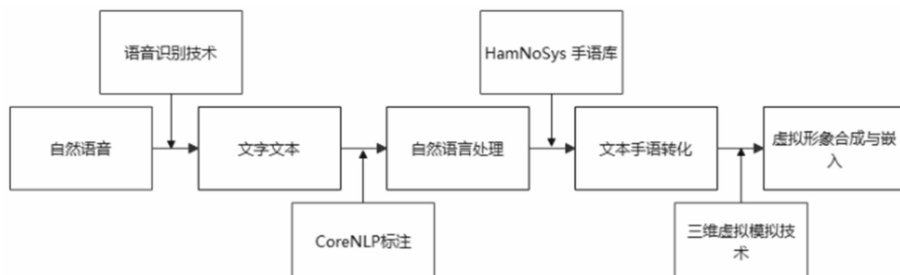 语音识别技术
HamNoSys 手语库
自然语音
文字文本
自然语言处理
文本手语转化
虚拟形象合成与嵌
入
CoreNLP标注
三维虚拟模拟技
术